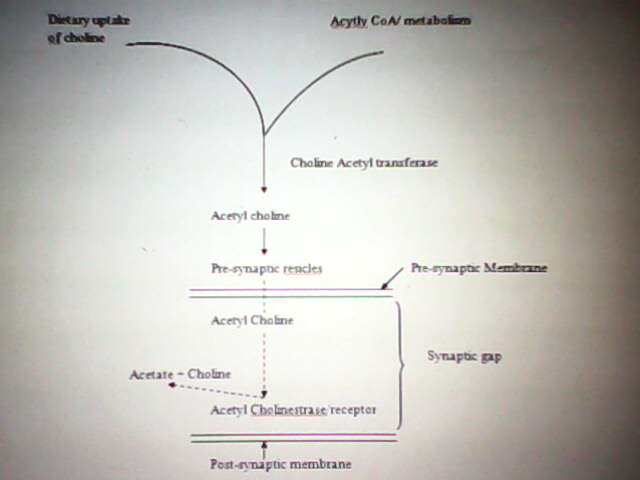 Dietary uptake
of choline
Acytly CoA/ metabolism
Choline Acetyl transferase
Acetyl choline
Pre-synaptic resicles
Pre-synaptic Membrane
Acetyl Choline
Synaptic gap
Acetate - Choline
Acetyl Cholinestrase/receptor
Post-synaptic membrane